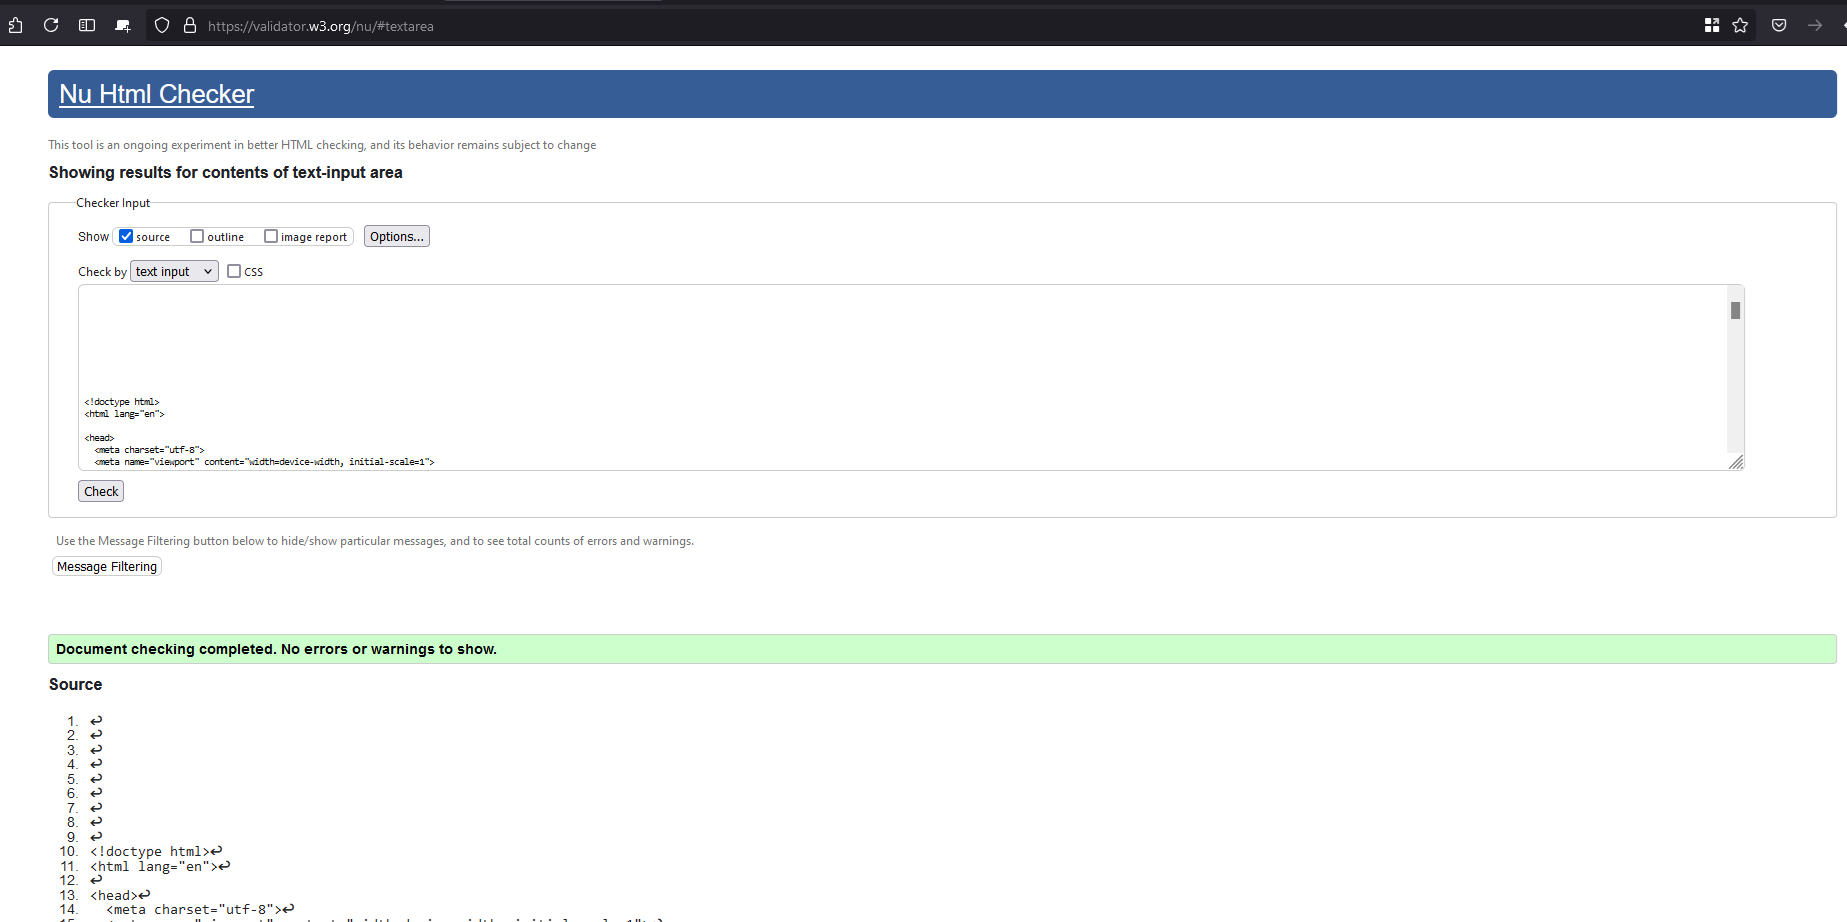 https://validator.w3.org/nu/#textarea
Nu Html Checker
This tool is an ongoing experiment in better HTML checking, and its behavior remains subject to change
Showing results for contents of text-input area
Checker Input
Show source outline image report Options...
Check by text input CSS
<!doctype html>
<html lang="en">
<head>
<meta charset="utf-8">
<meta name="viewport" content="width=device-width, initial-scale=1">
Check
Use the Message Filtering button below to hide/show particular messages, and to see total counts of errors and warnings.
Message Filtering
Document checking completed. No errors or warnings to show.
Source
1. ↩
2. ↩
3. ↩
4. ↩
5. ↩
6. ↩
7. ↩
8. ↩
9. ↩
10. <!doctype html>↩
11. <html lang="en">↩
12. ↩
13. <head>↩
14. <meta charset="utf-8">↩